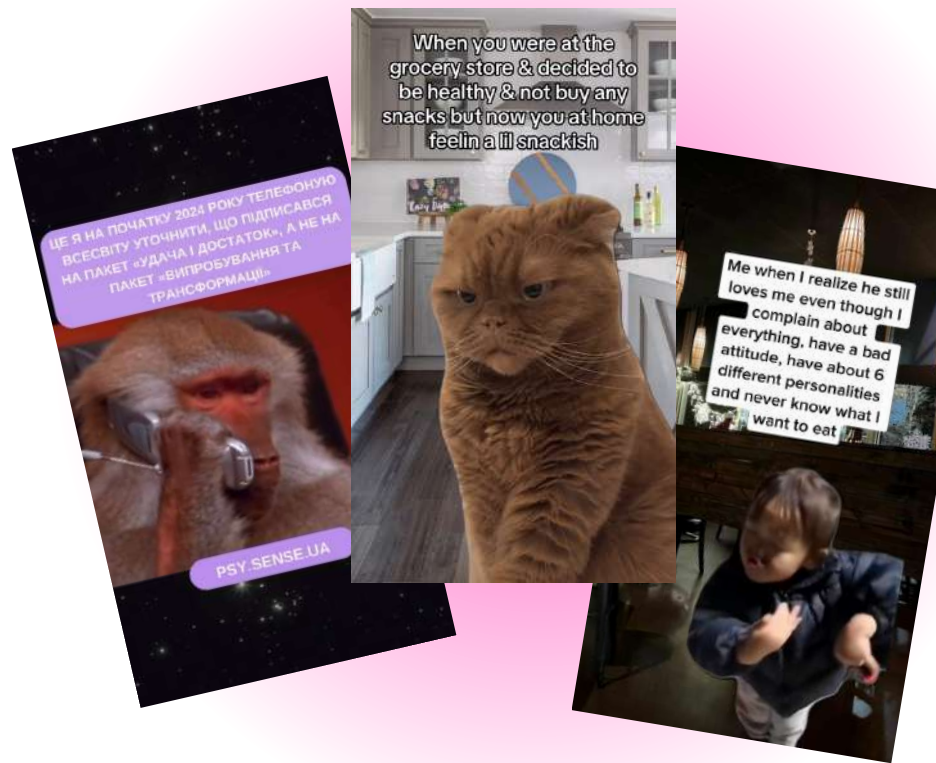 ЦЕ Я НА ПОЧАТКУ 2024 РОКУ ТЕЛЕФОНУЮ
ВСЕСВІТУ УТОЧНИТИ, ЩО ПІДПИСАВСЯ
НА ПАКЕТ «УДАЧА І ДОСТАТОК», А НЕ НА
ПАКЕТ «ВИПРОБУВАННЯ ТА
ТРАНСФОРМАЦІЇ»
PSY.SENSE.UA
When you were at the
grocery store & decided to
be healthy & not buy any
snacks but now you at home
feelin a lil snackish
Me when I realize he still
loves me even though I
complain about
everything, have a bad
attitude, have about 6
different personalities
and never know what I
want to eat